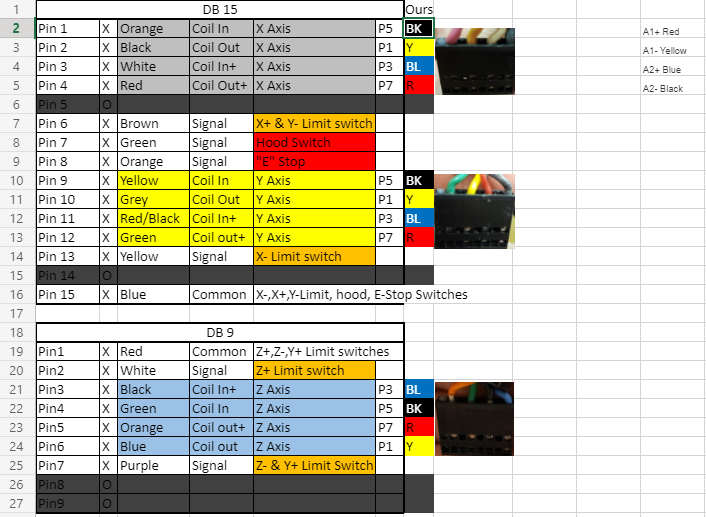 1 DB 15 Ours
2 Pin 1 X Orange Coil In X Axis P5 BK
A1+ Red
3 Pin 2 X Black Coil Out X Axis P1 Y
A1- Yellow
4 Pin 3 X White Coil In+ X Axis P3 BL
A2+ Blue
5 Pin 4 X Red Coil Out+ X Axis P7 R
A2- Black
6 Pin 5 O
7 Pin 6 X Brown Signal X+ & Y- Limit switch
8 Pin 7 X Green Signal Hood Switch
9 Pin 8 X Orange Signal "E" Stop
10 Pin 9 X Yellow Coil In Y Axis P5 BK
11 Pin 10 X Grey Coil Out Y Axis P1 Y
12 Pin 11 X Red/Black Coil In+ Y Axis P3 BL
13 Pin 12 X Green Coil out+ Y Axis P7 R
14 Pin 13 X Yellow Signal X- Limit switch
15 Pin 14 O
16 Pin 15 X Blue Common X-,X+,Y-Limit, hood, E-Stop Switches
17
18 DB 9
19 Pin1 X Red Common Z+,Z-,Y+ Limit switches
20 Pin2 X White Signal Z+ Limit switch
21 Pin3 X Black Coil In+ Z Axis P3 BL
22 Pin4 X Green Coil In Z Axis P5 BK
23 Pin5 X Orange Coil out+ Z Axis P7 R
24 Pin6 X Blue Coil out Z Axis P1 Y
25 Pin7 X Purple Signal Z- & Y+ Limit Switch
26 Pin8 O
27 Pin9 O